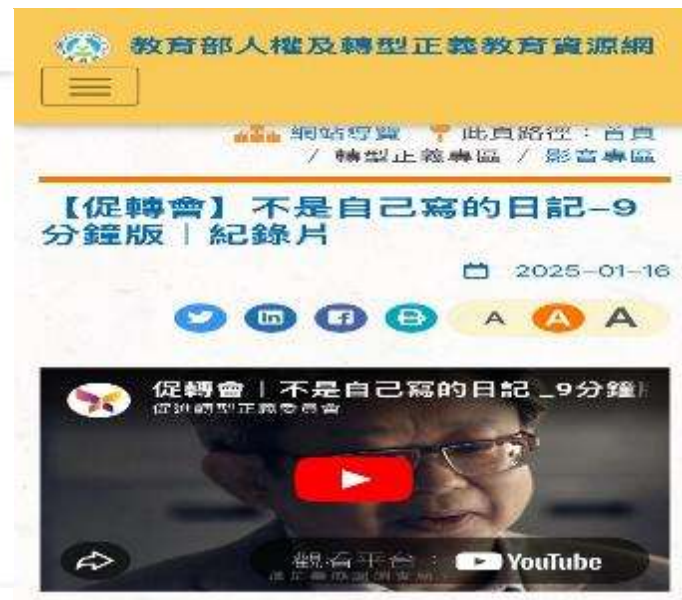 教育部人權及轉型正義教育資源網
網站導覽 此頁路徑：首頁
/ 轉型正義專區 / 影音專區
【促轉會】不是自己寫的日記-9
分鐘版｜紀錄片
2025-01-16
A A A
促轉會｜不是自己寫的日記_9分鐘
促進轉型正義委員會
觀看平台： YouTube